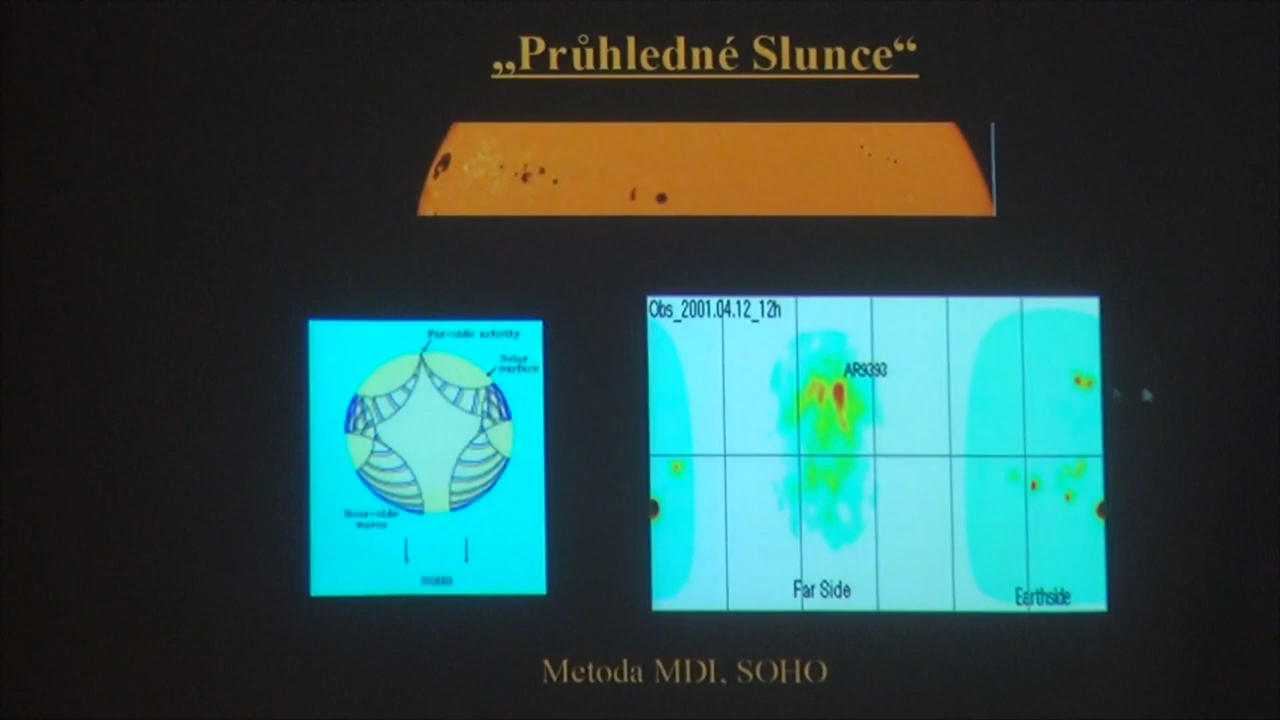 „Průhledné Slunce“
Far-side activity
Solar
surface
Near-side
waves
SOHO
Obs_2001.04.12_12h
AR9393
Far Side
Earthside
Metoda MDI, SOHO